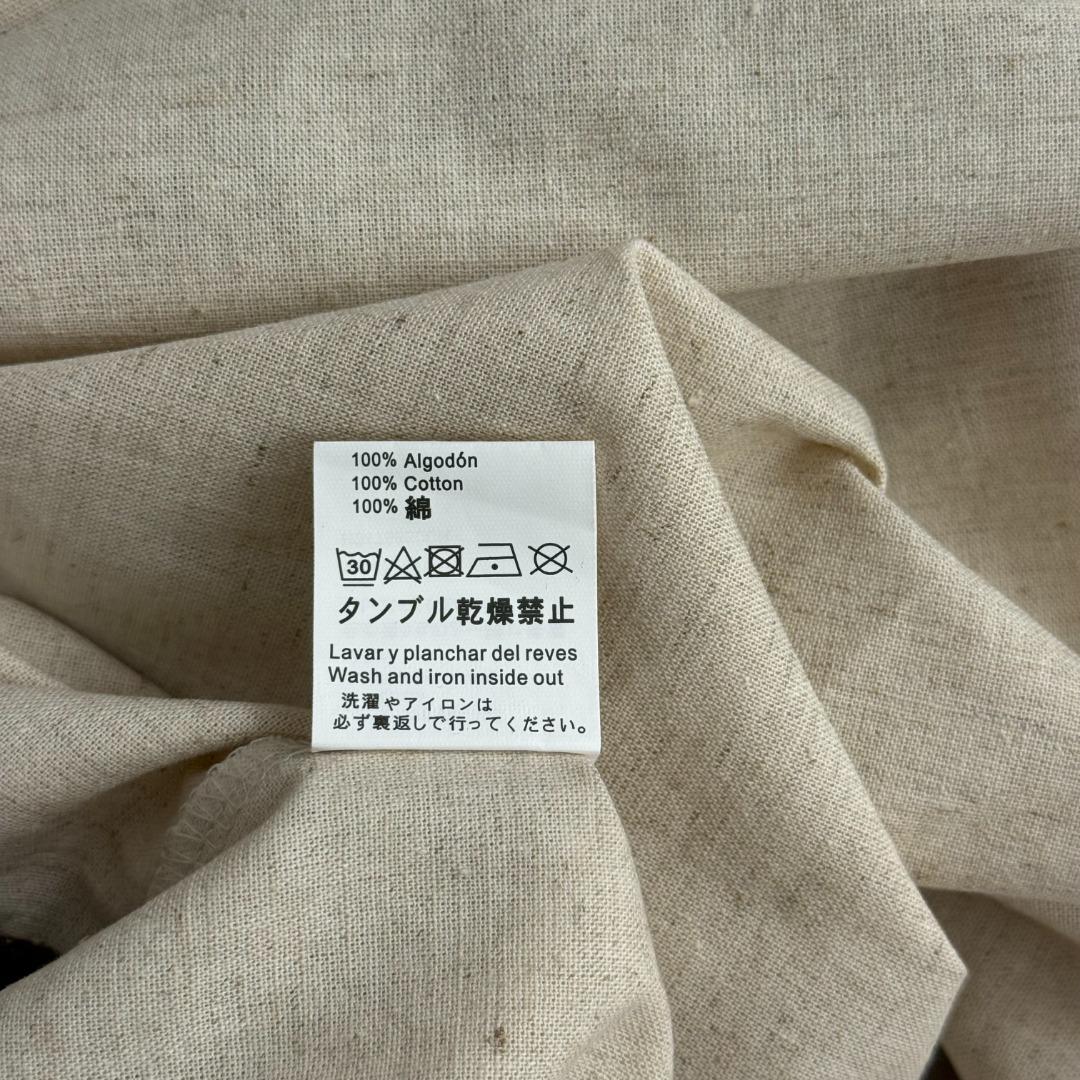 100% Algodón
100% Cotton
100% 綿
30
タンブル乾燥禁止
Lavar y planchar del reves
Wash and iron inside out
洗濯やアイロンは
必ず裏返しで行ってください。